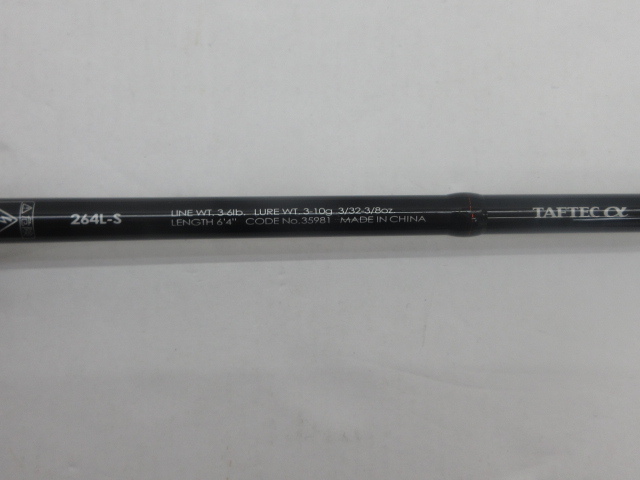 264L-S
LINE WT. 3-6lb. LURE WT. 3-10g 3/32-3/8oz
LENGTH 6'4" CODE No.35981 MADE IN CHINA
TAFTEC α